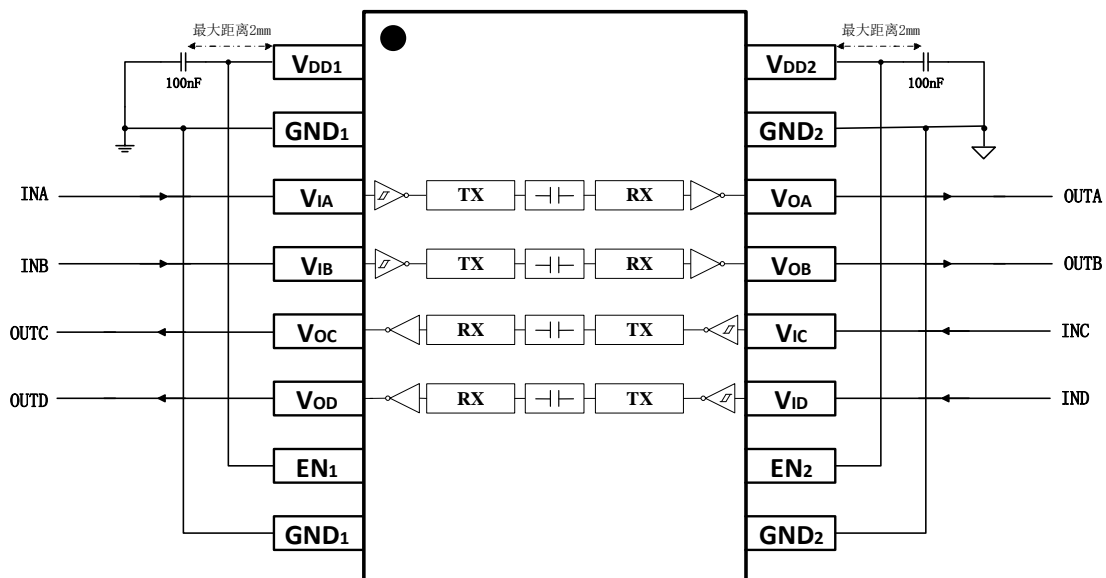 最大距离2mm 最大距离2mm
VDD1 VDD2
100nF 100nF
GND1 GND2
INA VIA TX RX VOA OUTA
INB VIB TX RX VOB OUTB
OUTC VOC RX TX VIC INC
OUTD VOD RX TX VID IND
EN1 EN2
GND1 GND2